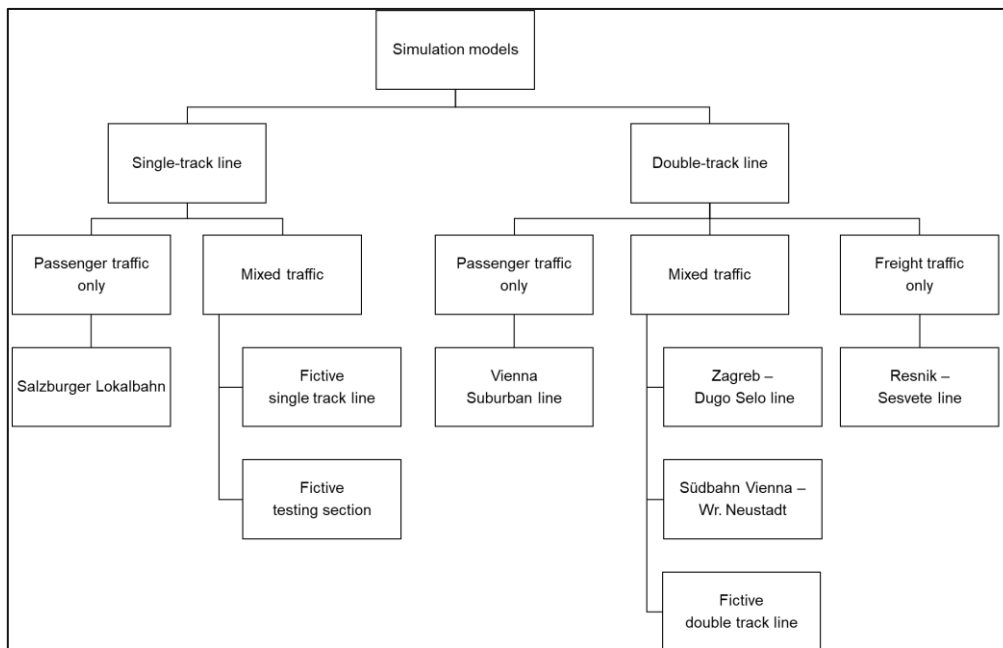 Simulation models
Single-track line
Double-track line
Passenger traffic
only
Mixed traffic
Passenger traffic
only
Mixed traffic
Freight traffic
only
Salzburger Lokalbahn
Fictive
single track line
Vienna
Suburban line
Zagreb –
Dugo Selo line
Resnik –
Sesvete line
Fictive
testing section
Südbahn Vienna –
Wr. Neustadt
Fictive
double track line